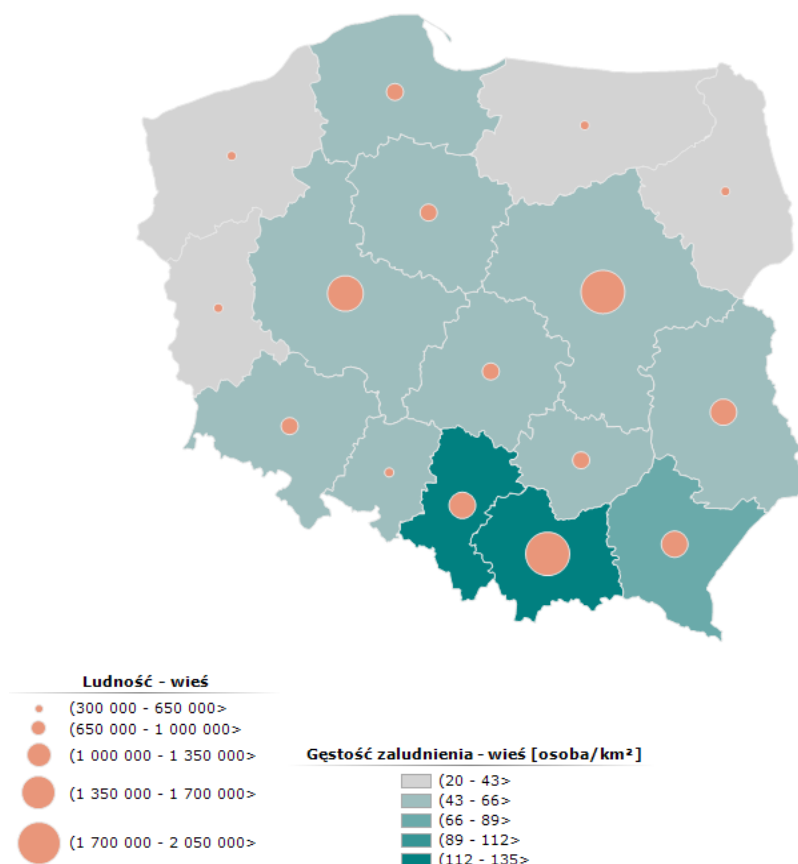 Ludność - wieś
(300 000 - 650 000>
(650 000 - 1 000 000>
(1 000 000 - 1 350 000>
(1 350 000 - 1 700 000>
(1 700 000 - 2 050 000>
Gęstość zaludnienia - wieś [osoba/km²]
(20 - 43>
(43 - 66>
(66 - 89>
(89 - 112>
(112 - 135>